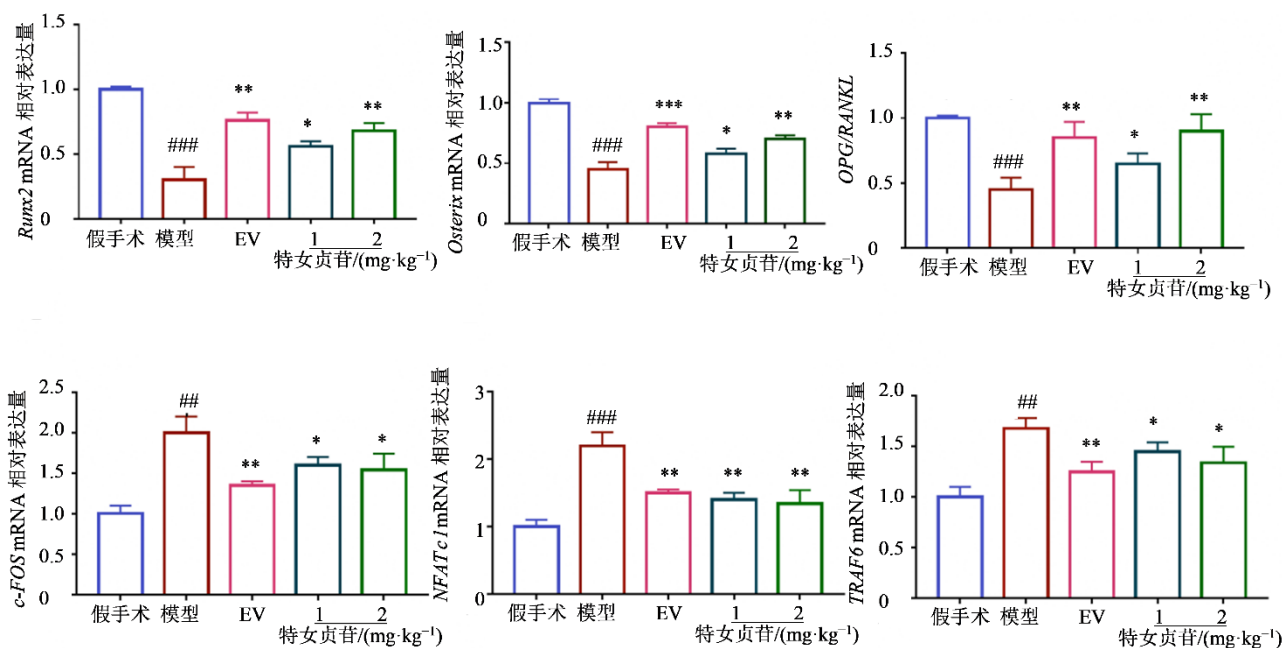 Runx2 mRNA 相对表达量
1.5
1.0
0.5
0
###
**
*
**
假手术 模型 EV 1 2
特女贞苷/(mg·kg⁻¹)
Osterix mRNA 相对表达量
1.5
1.0
0.5
0
###
***
*
**
假手术 模型 EV 1 2
特女贞苷/(mg·kg⁻¹)
OPG/RANKL
1.5
1.0
0.5
0
###
**
*
**
假手术 模型 EV 1 2
特女贞苷/(mg·kg⁻¹)
c-FOS mRNA 相对表达量
2.5
2.0
1.5
1.0
2.5
0
##
**
*
*
假手术 模型 EV 1 2
特女贞苷/(mg·kg⁻¹)
NFATc1mRNA 相对表达量
3
2
1
0
###
**
**
**
假手术 模型 EV 1 2
特女贞苷/(mg·kg⁻¹)
TRAF6 mRNA 相对表达量
2.0
1.5
1.0
0.5
0
##
**
*
*
假手术 模型 EV 1 2
特女贞苷/(mg·kg⁻¹)